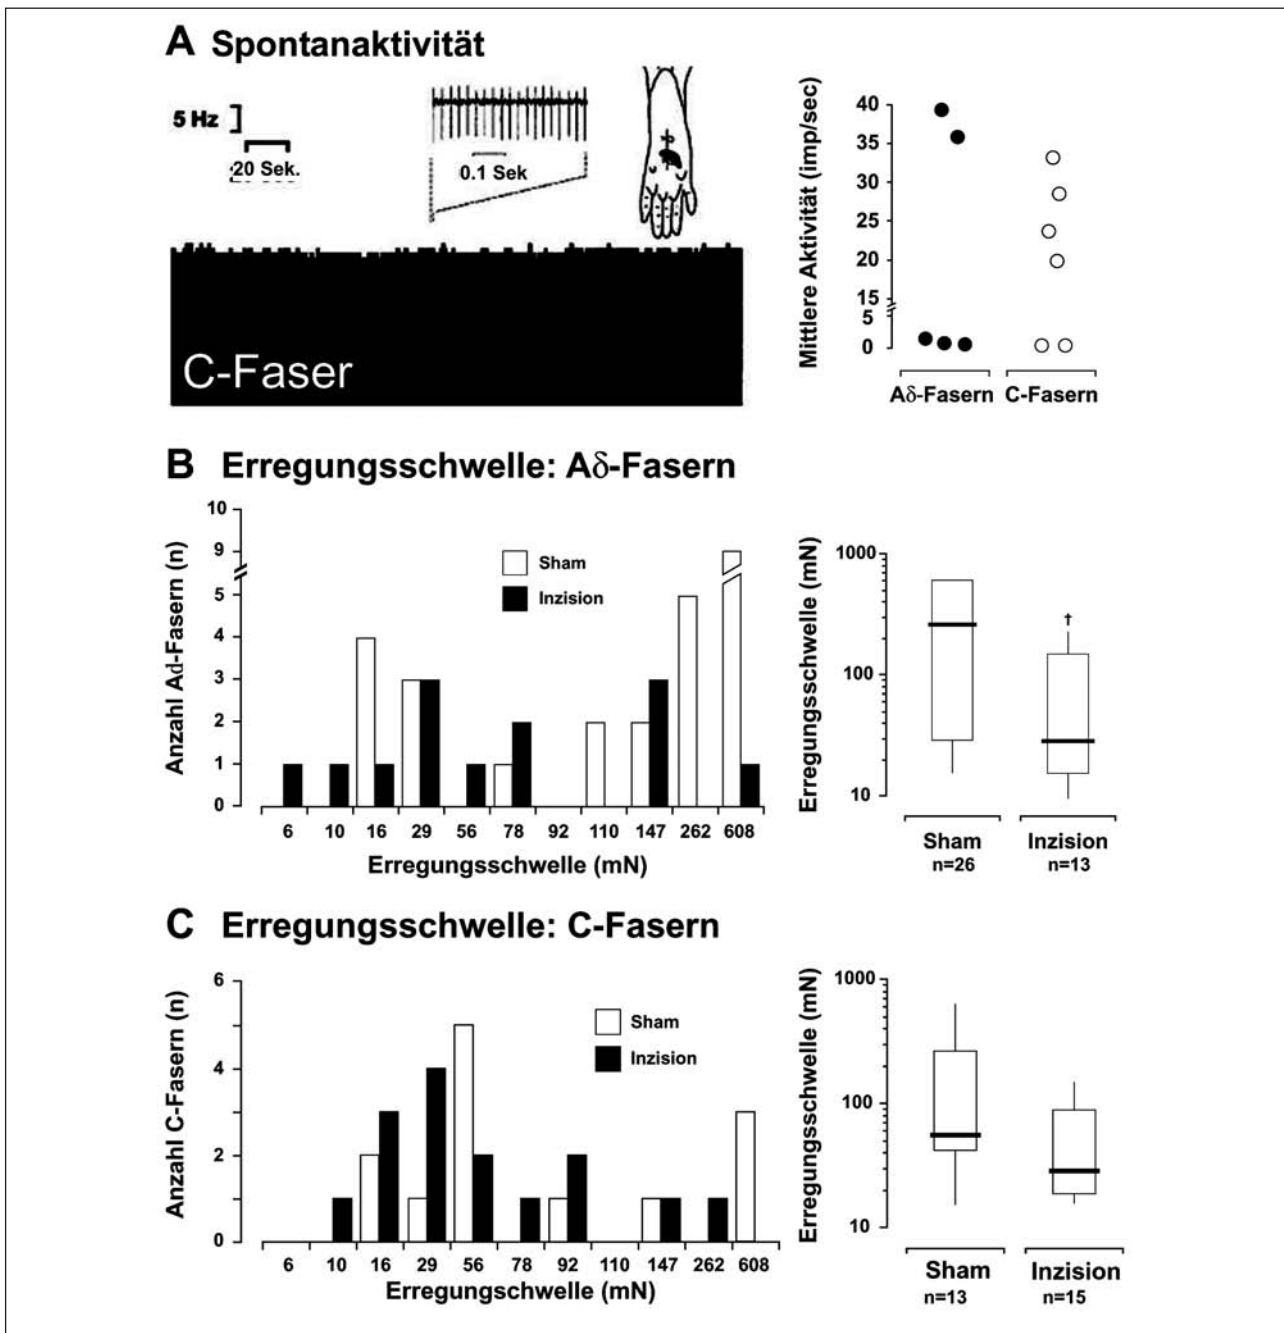 A Spontanaktivität
5 Hz
20 Sek.
0.1 Sek
C-Faser
Mittlere Aktivität (imp/sec)
40
35
30
25
20
15
5
0
Aδ-Fasern C-Fasern
B Erregungsschwelle: Aδ-Fasern
Anzahl Ad-Fasern (n)
10
9
5
4
3
2
1
0
Sham
Inzision
6 10 16 29 56 78 92 110 147 262 608
Erregungsschwelle (mN)
Erregungsschwelle (mN)
1000
100
10
†
Sham Inzision
n=26 n=13
C Erregungsschwelle: C-Fasern
Anzahl C-Fasern (n)
6
4
2
0
Sham
Inzision
6 10 16 29 56 78 92 110 147 262 608
Erregungschwelle (mN)
Erregungsschwelle (mN)
1000
100
10
Sham Inzision
n=13 n=15